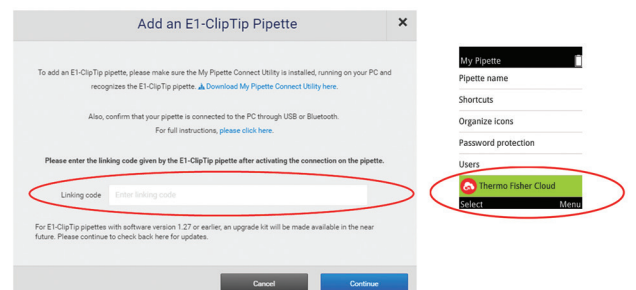 Add an E1-ClipTip Pipette
To add an E1-ClipTip pipette, please make sure the My Pipette Connect Utility is installed, running on your PC and
recognizes the E1-ClipTip pipette. Download My Pipette Connect Utility here.
Also, confirm that your pipette is connected to the PC through USB or Bluetooth.
For full instructions, please click here.
Please enter the linking code given by the E1-ClipTip pipette after activating the connection on the pipette.
Linking code Enter linking code
For E1-ClipTip pipettes with software version 1.27 or earlier, an upgrade kit will be made available in the near
future. Please continue to check back here for updates.
Cancel Continue
My Pipette
Pipette name
Shortcuts
Organize icons
Password protection
Users
Thermo Fisher Cloud
Select Menu